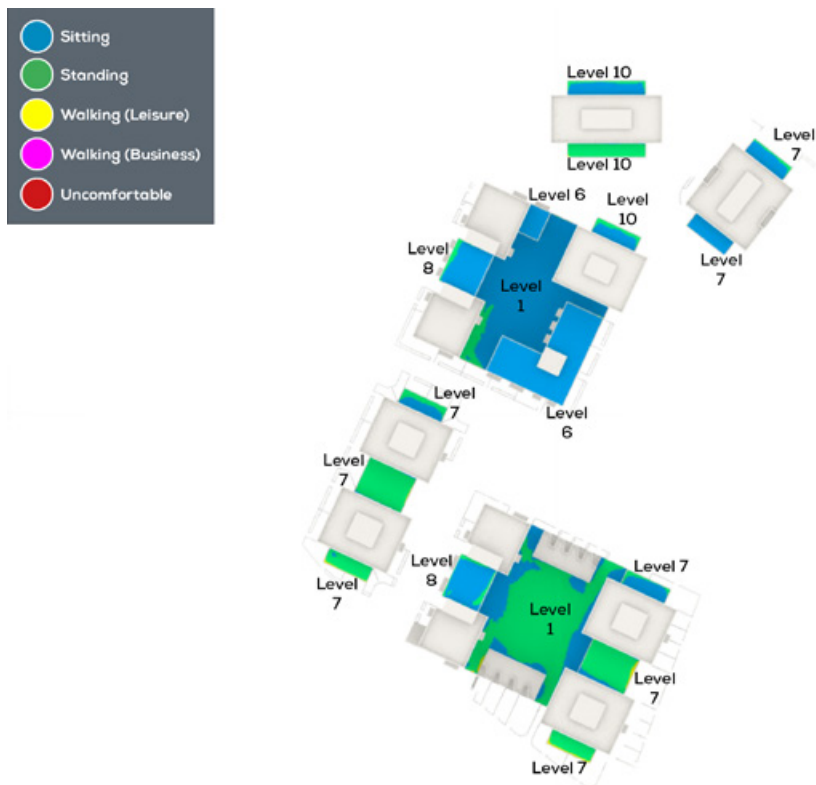 Sitting
Standing
Walking (Leisure)
Walking (Business)
Uncomfortable
Level 10
Level 10
Level
7
Level
7
Level 6
Level
10
Level
8
Level
1
Level
6
Level
7
Level
7
Level
7
Level
8
Level 7
Level
1
Level
7
Level 7